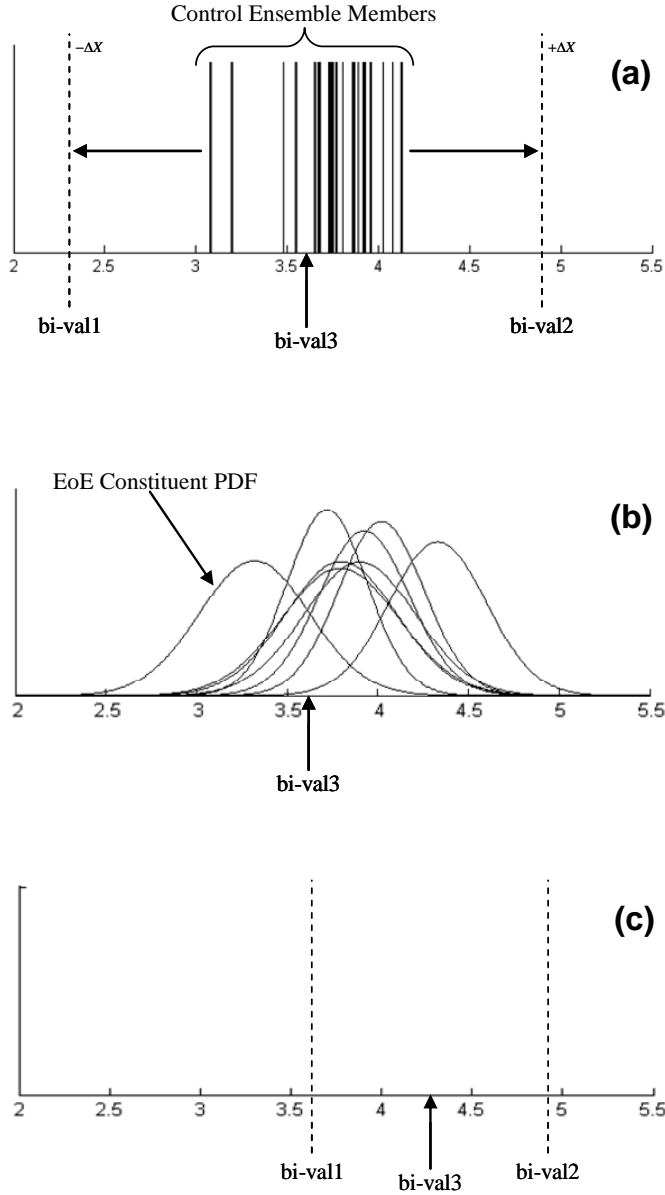 Control Ensemble Members
−ΔX
+ΔX
(a)
2 2.5 3 3.5 4 4.5 5 5.5
bi-val1
bi-val3
bi-val2
EoE Constituent PDF
(b)
2 2.5 3 3.5 4 4.5 5 5.5
bi-val3
(c)
2 2.5 3 3.5 4 4.5 5 5.5
bi-val1
bi-val3
bi-val2